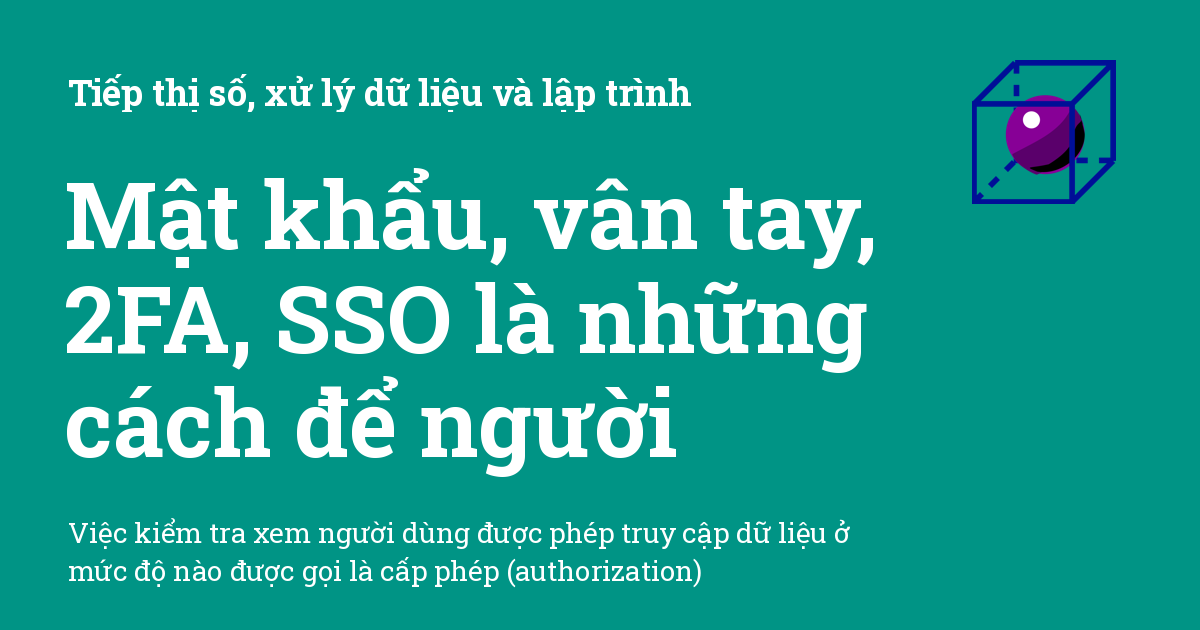 Tiếp thị số, xử lý dữ liệu và lập trình
Mật khẩu, vân tay,
2FA, SSO là những
cách để người
Việc kiểm tra xem người dùng được phép truy cập dữ liệu ở
mức độ nào được gọi là cấp phép (authorization)